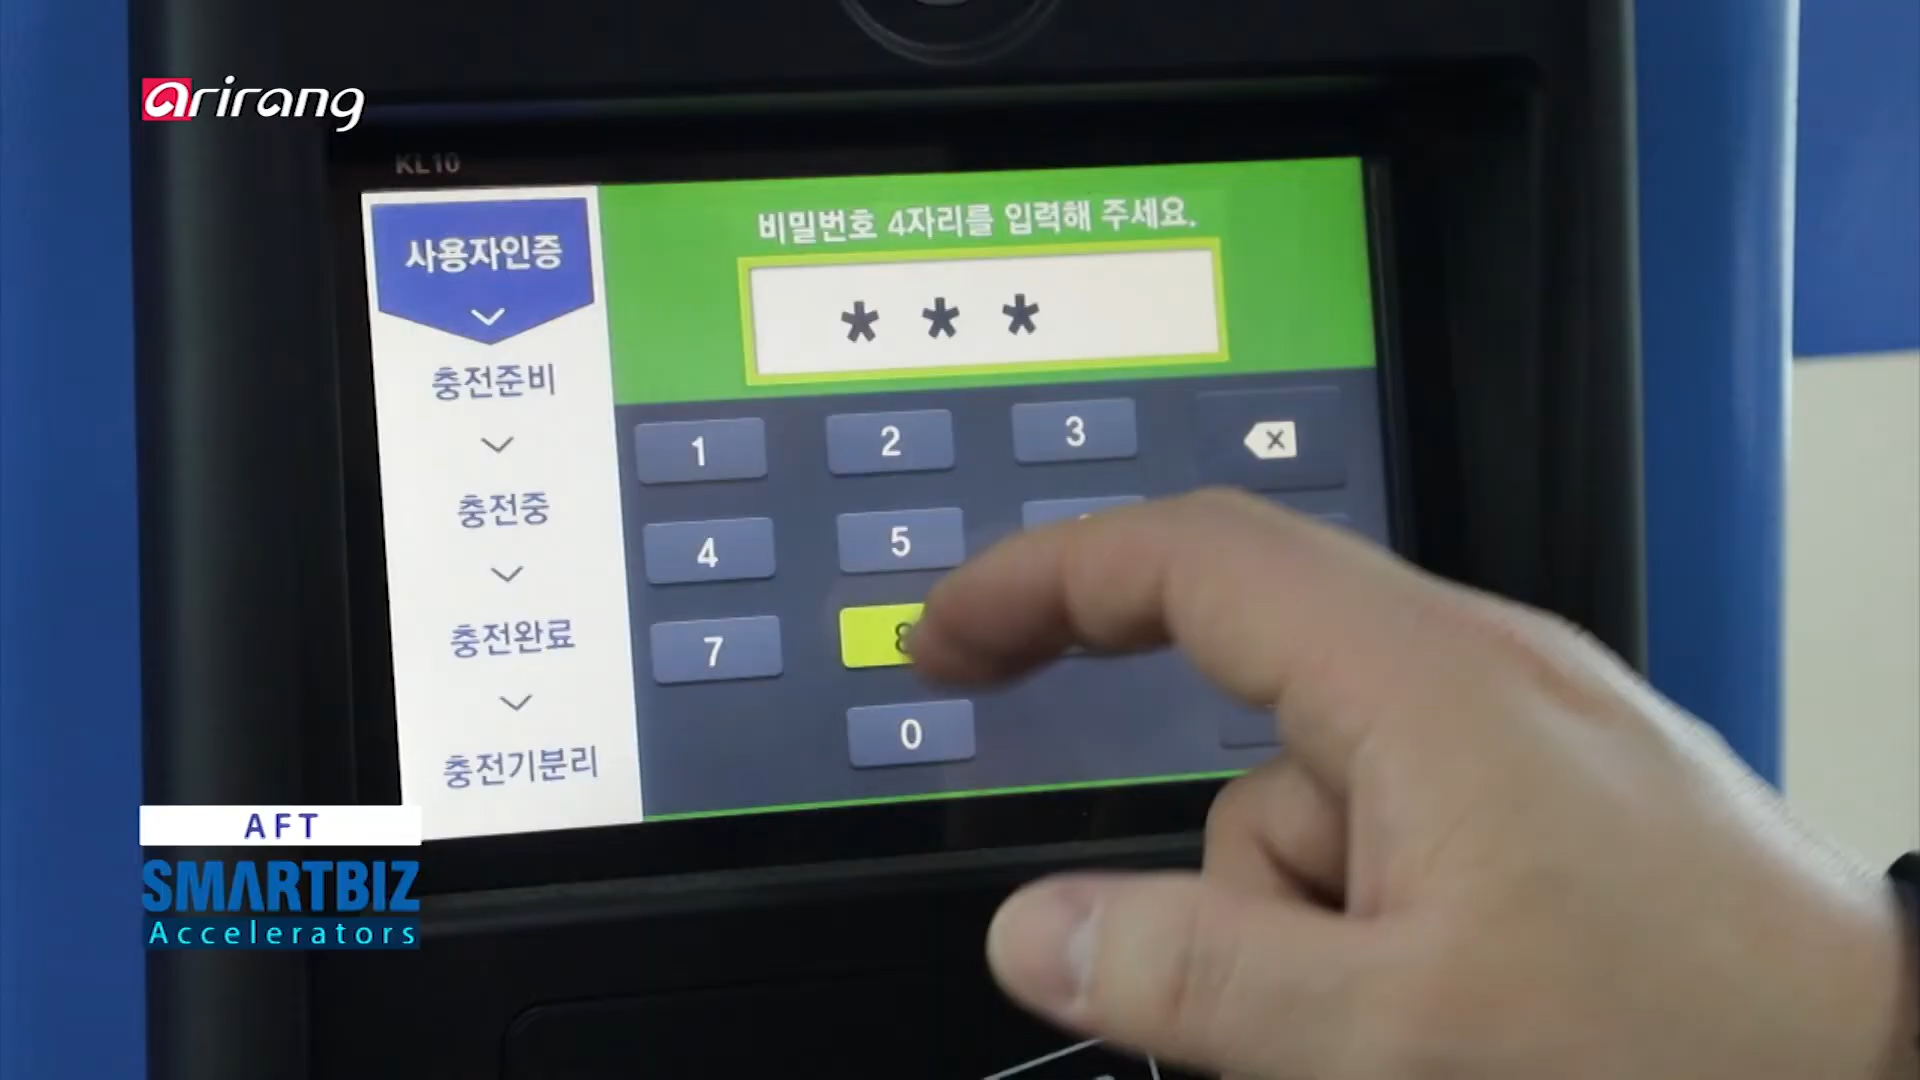 arirang
KL10
사용자인증
충전준비
충전중
충전완료
충전기분리
비밀번호 4자리를 입력해 주세요.
* * *
1 2 3
4 5
7 8
0
AFT
SMARTBIZ
Accelerators